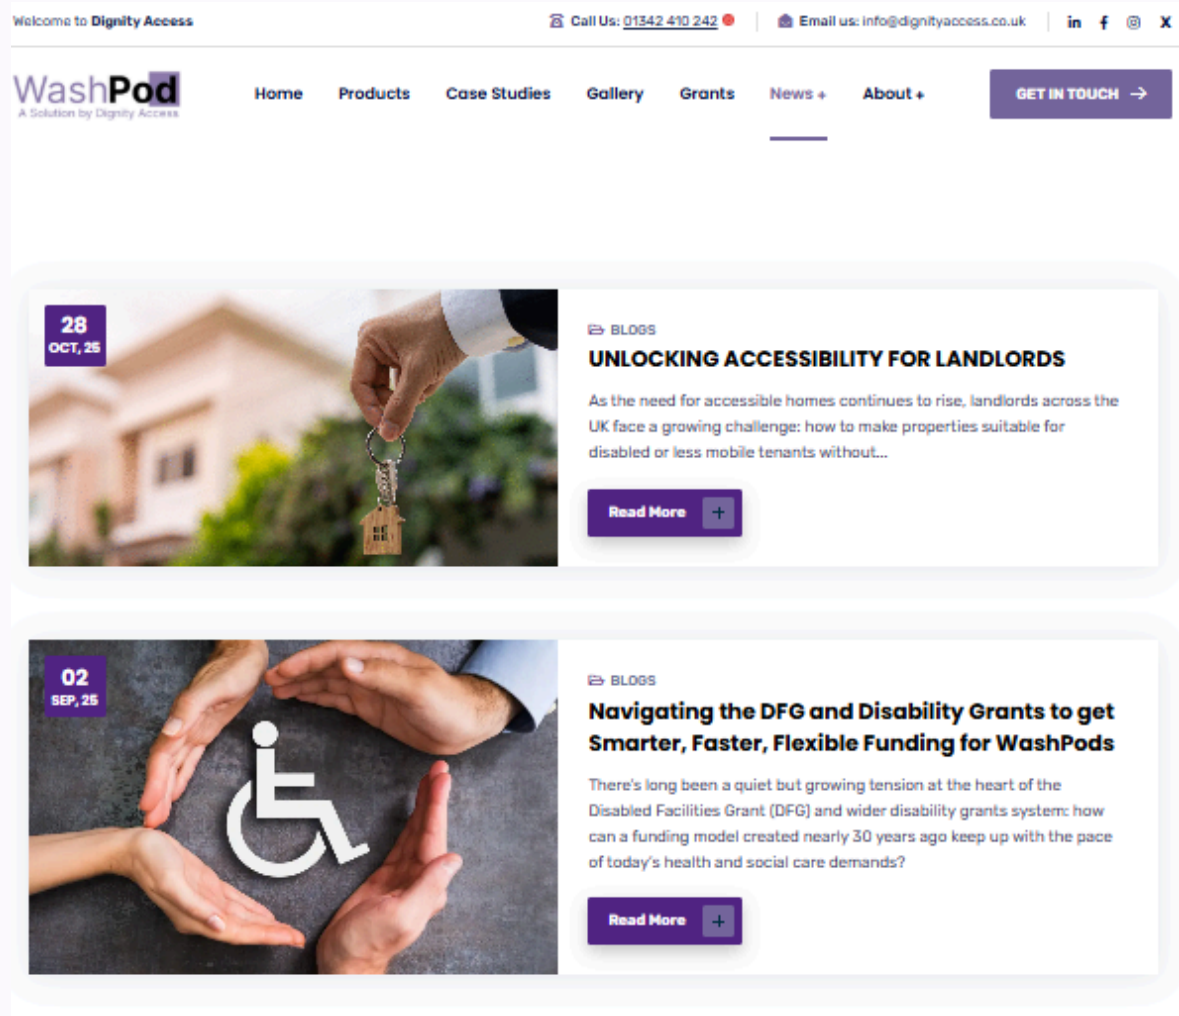 Welcome to Dignity Access
Call Us: 01342 410 242
Email us: info@dignityaccess.co.uk
WashPod
A Solution by Dignity Access
Home
Products
Case Studies
Gallery
Grants
News +
About +
GET IN TOUCH →
28
OCT, 25
BLOGS
UNLOCKING ACCESSIBILITY FOR LANDLORDS
As the need for accessible homes continues to rise, landlords across the
UK face a growing challenge: how to make properties suitable for
disabled or less mobile tenants without...
Read More +
02
SEP, 25
BLOGS
Navigating the DFG and Disability Grants to get
Smarter, Faster, Flexible Funding for WashPods
There's long been a quiet but growing tension at the heart of the
Disabled Facilities Grant (DFG) and wider disability grants system: how
can a funding model created nearly 30 years ago keep up with the pace
of today's health and social care demands?
Read More +